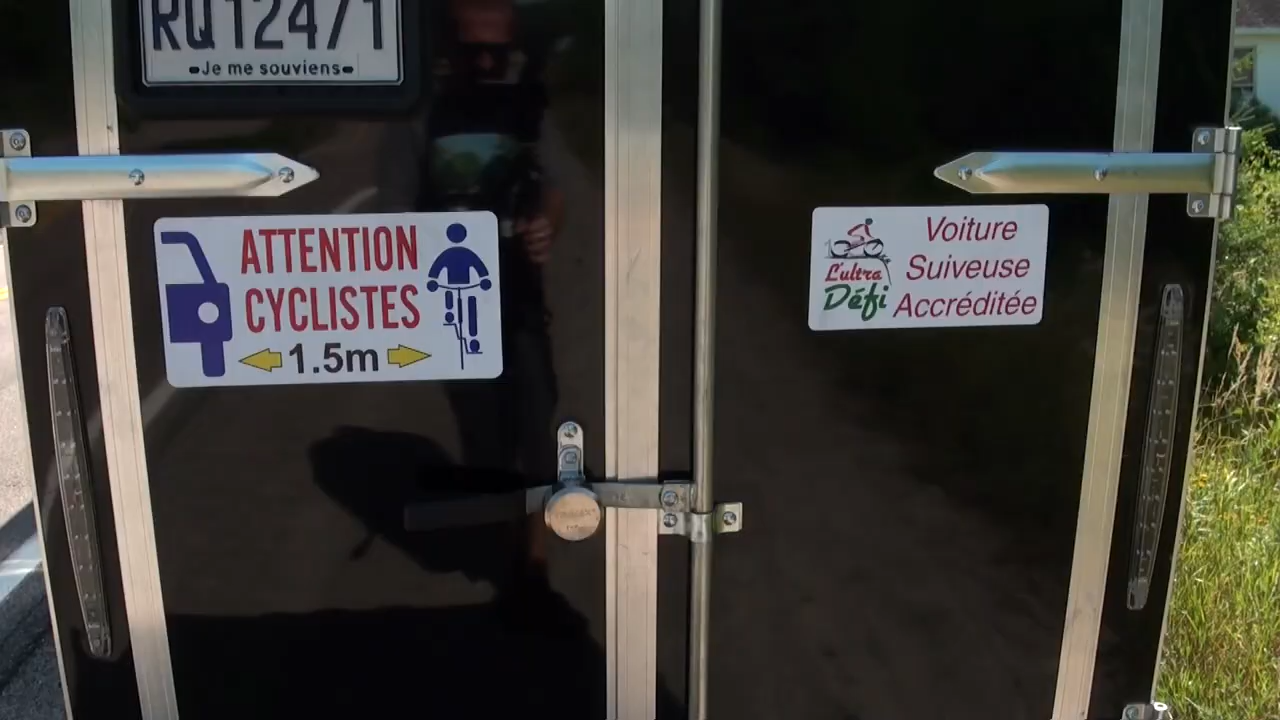 RQ12471
Je me souviens
ATTENTION
CYCLISTES
1.5m
L'ultra
Défi
Voiture
Suiveuse
Accréditée